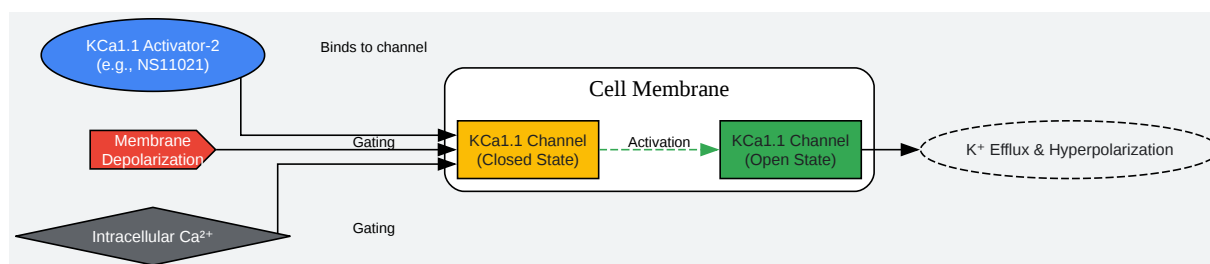 KCa1.1 Activator-2
(e.g., NS11021)
Binds to channel
Cell Membrane
Membrane
Depolarization
Gating
KCa1.1 Channel
(Closed State)
Activation
KCa1.1 Channel
(Open State)
K⁺ Efflux & Hyperpolarization
Intracellular Ca²⁺
Gating